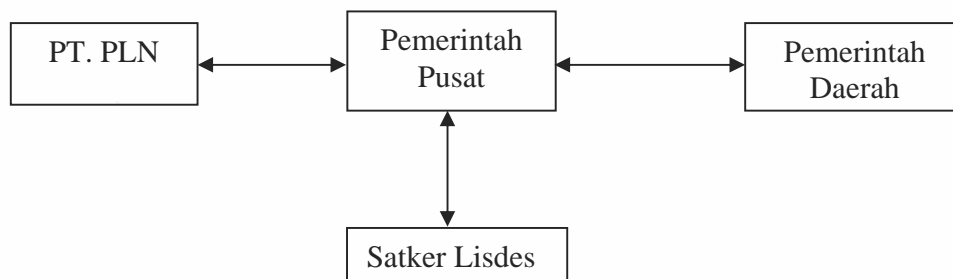 PT. PLN
Pemerintah
Pusat
Pemerintah
Daerah
Satker Lisdes